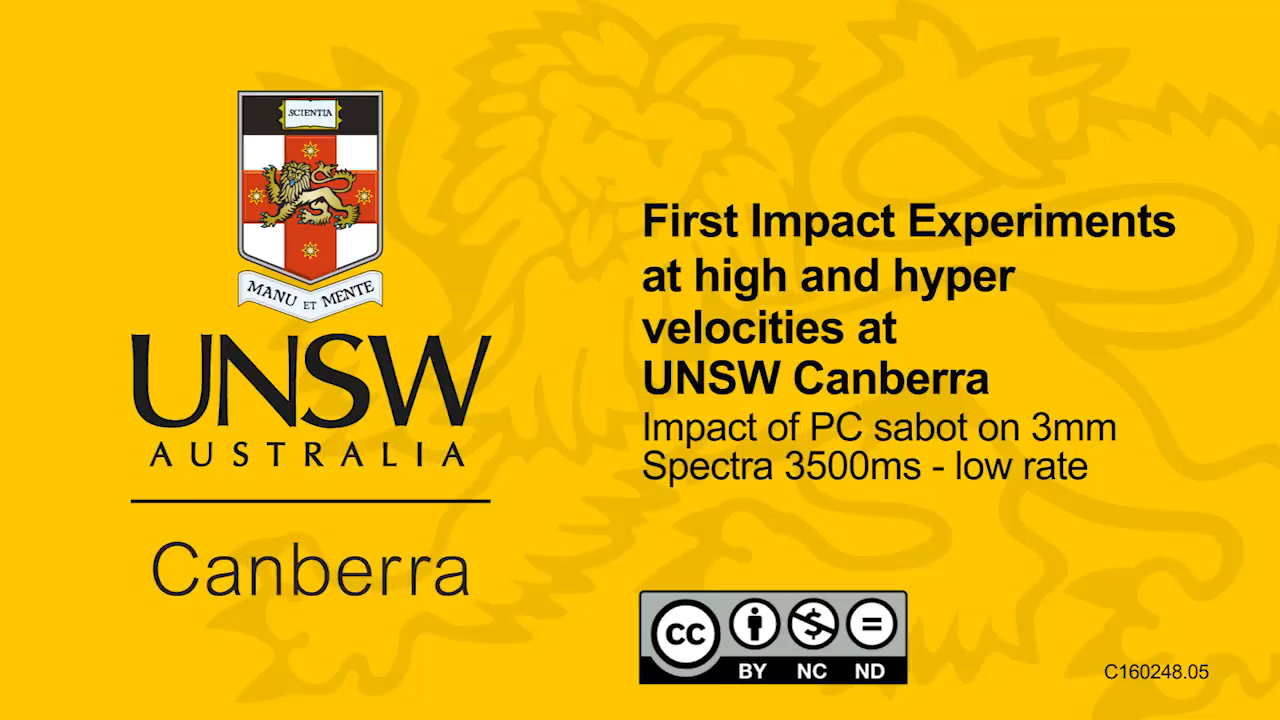 SCIENTIA
MANU ET MENTE
UNSW
AUSTRALIA
Canberra
First Impact Experiments
at high and hyper
velocities at
UNSW Canberra
Impact of PC sabot on 3mm
Spectra 3500ms - low rate
CC BY NC ND
C160248.05